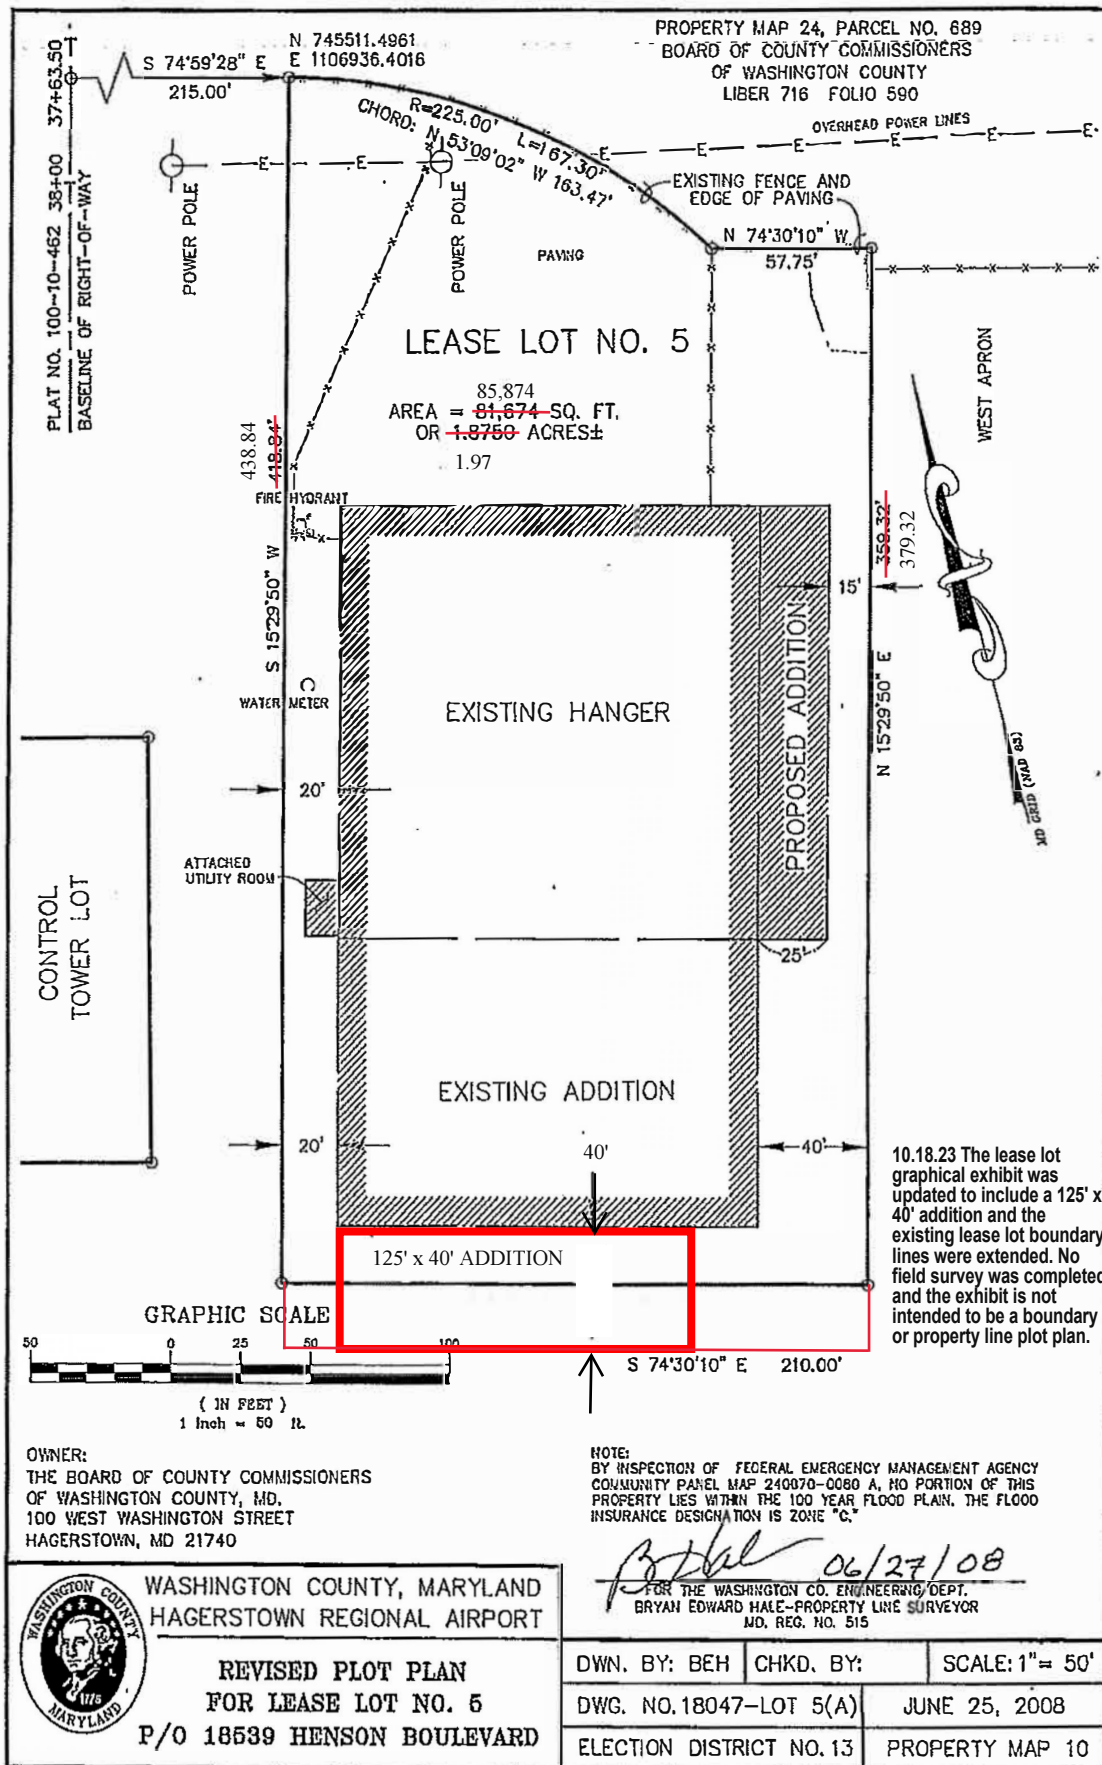 PROPERTY MAP 24, PARCEL NO. 689
BOARD OF COUNTY COMMISSIONERS
OF WASHINGTON COUNTY
LIBER 716 FOLIO 590
N 745511.4961
E 1106936.4016
S 74°59'28" E
215.00'
37+63.50
PLAT NO. 100-10-462 38+00
BASELINE OF RIGHT-OF-WAY
R=225.00' L=167.30'
CHORD: N 53°09'02" W 163.47'
OVERHEAD POWER LINES
E
E
E
E
E
E
E
EXISTING FENCE AND
EDGE OF PAVING
N 74°30'10" W
57.75'
POWER POLE
POWER POLE
PAVING
WEST APRON
LEASE LOT NO. 5
85,874
AREA = 81,674 SQ. FT.
OR 1.8750 ACRES±
1.97
438.84
418.84'
FIRE HYDRANT
S 15°29'50" W
359.32'
379.32
15'
N 15°29'50" E
MD GRID (NAD 83)
WATER METER
EXISTING HANGER
PROPOSED ADDITION
20'
ATTACHED
UTILITY ROOM
CONTROL
TOWER LOT
25'
EXISTING ADDITION
20'
40'
40'
10.18.23 The lease lot
graphical exhibit was
updated to include a 125' x
40' addition and the
existing lease lot boundary
lines were extended. No
field survey was completed
and the exhibit is not
intended to be a boundary
or property line plot plan.
125' x 40' ADDITION
GRAPHIC SCALE
50 0 25 50 100
S 74°30'10" E 210.00'
( IN FEET )
1 inch = 50 ft.
OWNER:
THE BOARD OF COUNTY COMMISSIONERS
OF WASHINGTON COUNTY, MD.
100 WEST WASHINGTON STREET
HAGERSTOWN, MD 21740
NOTE:
BY INSPECTION OF FEDERAL EMERGENCY MANAGEMENT AGENCY
COMMUNITY PANEL MAP 240070-0080 A, NO PORTION OF THIS
PROPERTY LIES WITHIN THE 100 YEAR FLOOD PLAIN. THE FLOOD
INSURANCE DESIGNATION IS ZONE "C."
06/27/08
FOR THE WASHINGTON CO. ENGINEERING DEPT.
BRYAN EDWARD HALE-PROPERTY LINE SURVEYOR
MD. REG. NO. 515
WASHINGTON COUNTY
1776
MARYLAND
WASHINGTON COUNTY, MARYLAND
HAGERSTOWN REGIONAL AIRPORT
REVISED PLOT PLAN
FOR LEASE LOT NO. 5
P/O 18539 HENSON BOULEVARD
DWN. BY: BEH CHKD. BY: SCALE: 1"= 50'
DWG. NO. 18047-LOT 5(A) JUNE 25, 2008
ELECTION DISTRICT NO. 13 PROPERTY MAP 10